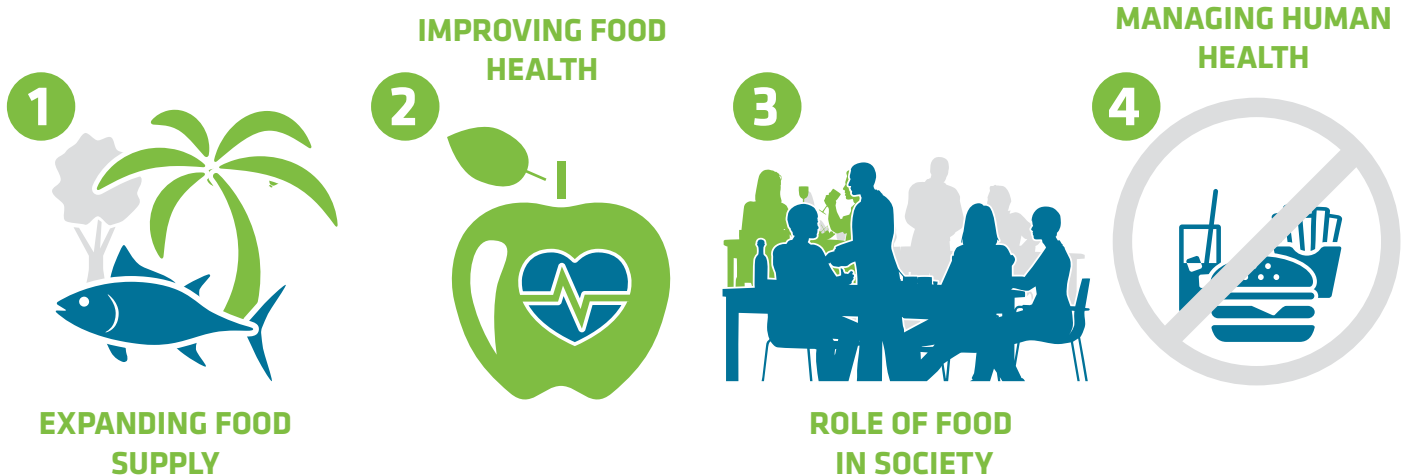 1
EXPANDING FOOD
SUPPLY
2
IMPROVING FOOD
HEALTH
3
ROLE OF FOOD
IN SOCIETY
4
MANAGING HUMAN
HEALTH